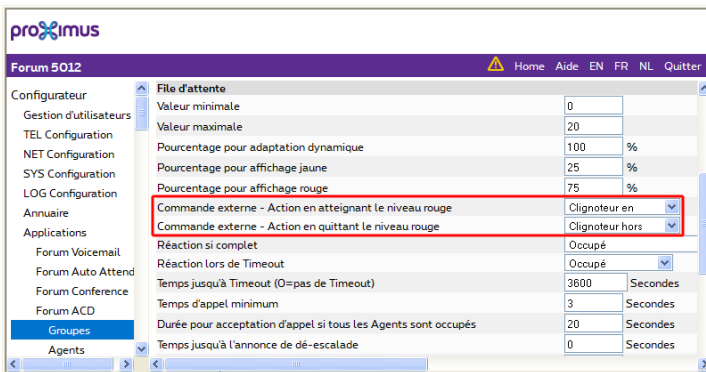 proximus
Forum 5012
Home Aide EN FR NL Quitter
Configurateur
Gestion d'utilisateurs
TEL Configuration
NET Configuration
SYS Configuration
LOG Configuration
Annuaire
Applications
Forum Voicemail
Forum Auto Attend
Forum Conference
Forum ACD
Groupes
Agents
File d'attente
Valeur minimale 0
Valeur maximale 20
Pourcentage pour adaptation dynamique 100 %
Pourcentage pour affichage jaune 25 %
Pourcentage pour affichage rouge 75 %
Commande externe - Action en atteignant le niveau rouge Clignoteur en
Commande externe - Action en quittant le niveau rouge Clignoteur hors
Réaction si complet Occupé
Réaction lors de Timeout Occupé
Temps jusqu'à Timeout (0=pas de Timeout) 3600 Secondes
Temps d'appel minimum 3 Secondes
Durée pour acceptation d'appel si tous les Agents sont occupés 20 Secondes
Temps jusqu'à l'annonce de dé-escalade 0 Secondes